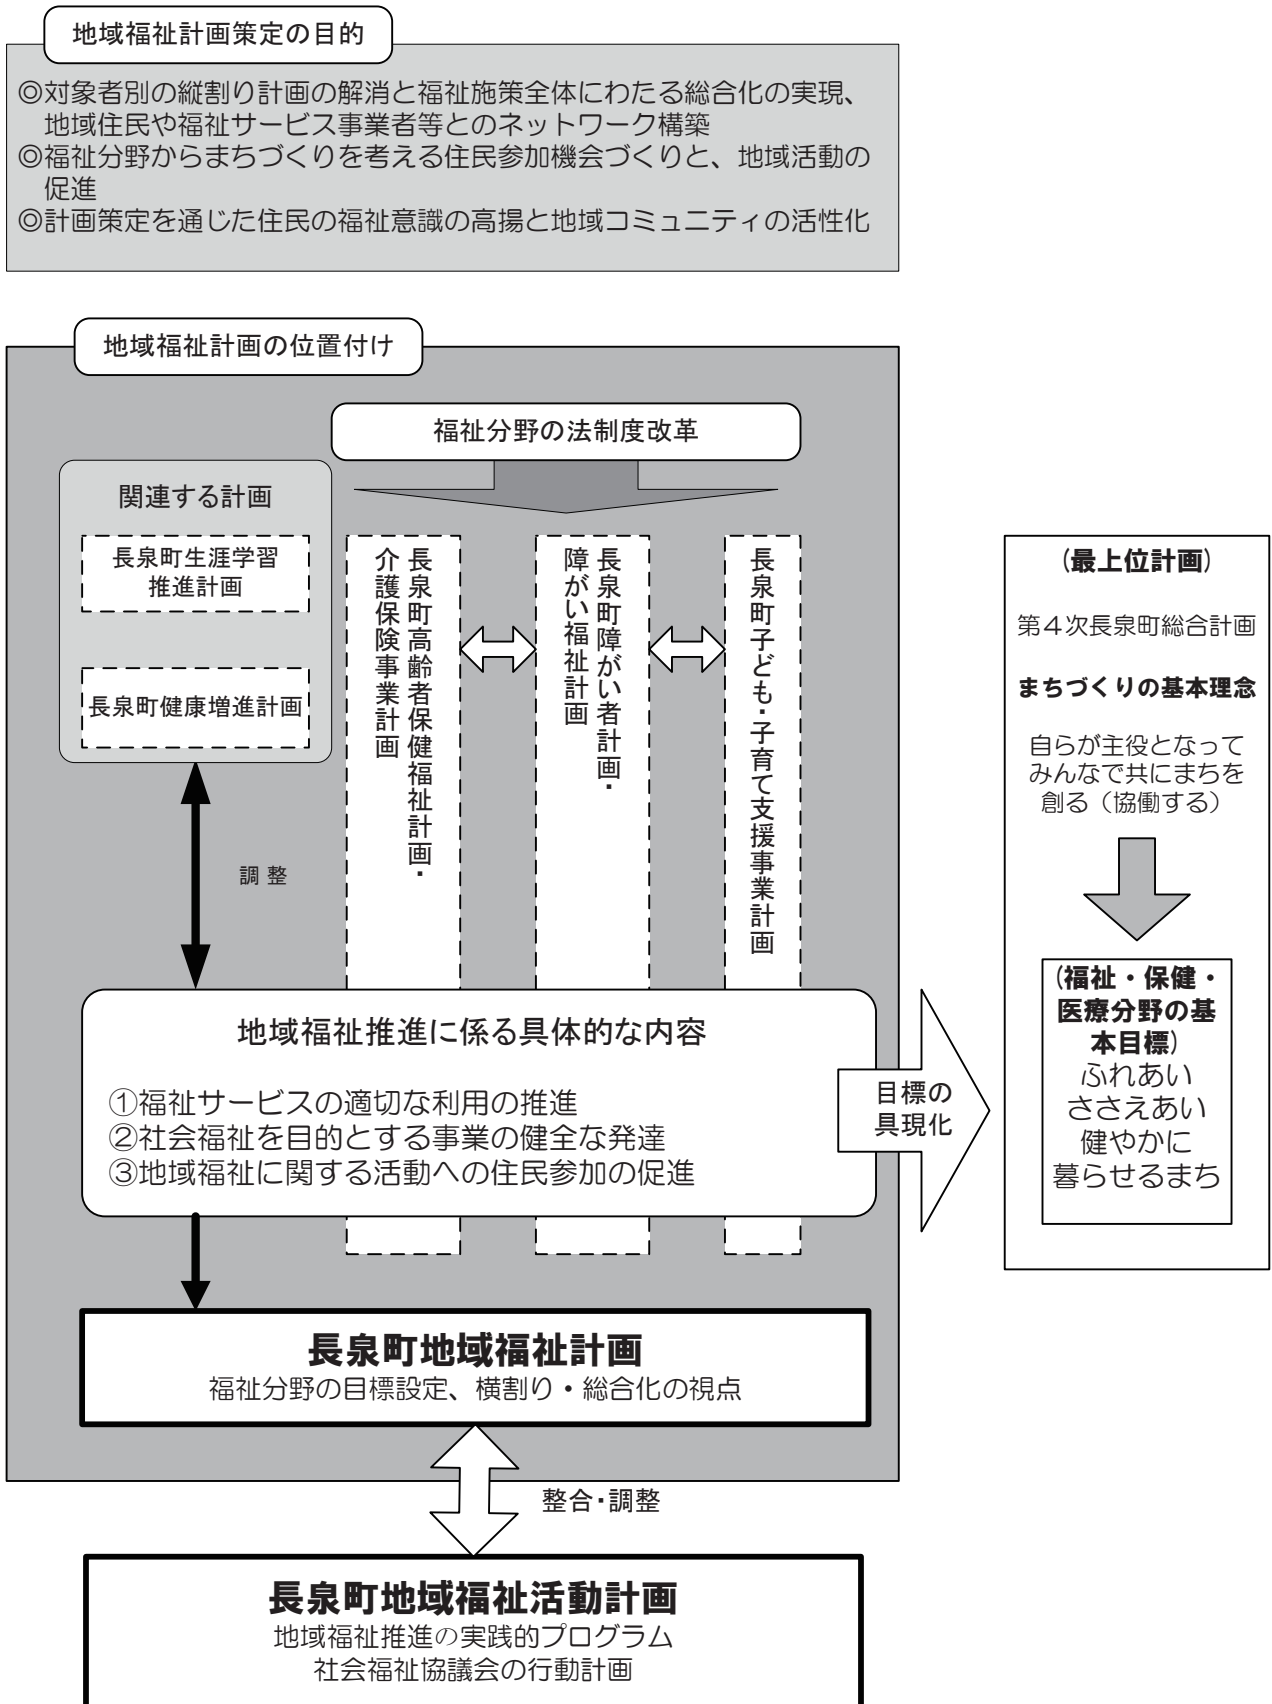 地域福祉計画策定の目的
◎対象者別の縦割り計画の解消と福祉施策全体にわたる総合化の実現、
地域住民や福祉サービス事業者等とのネットワーク構築
◎福祉分野からまちづくりを考える住民参加機会づくりと、地域活動の
促進
◎計画策定を通じた住民の福祉意識の高揚と地域コミュニティの活性化
地域福祉計画の位置付け
福祉分野の法制度改革
関連する計画
長泉町生涯学習
推進計画
長泉町健康増進計画
長泉町高齢者保健福祉計画・
介護保険事業計画
長泉町障がい者計画・
障がい福祉計画
長泉町子ども・子育て支援事業計画
調整
地域福祉推進に係る具体的な内容
①福祉サービスの適切な利用の推進
②社会福祉を目的とする事業の健全な発達
③地域福祉に関する活動への住民参加の促進
目標の
具現化
(最上位計画)
第４次長泉町総合計画
まちづくりの基本理念
自らが主役となって
みんなで共にまちを
創る（協働する）
(福祉・保健・
医療分野の基
本目標)
ふれあい
ささえあい
健やかに
暮らせるまち
長泉町地域福祉計画
福祉分野の目標設定、横割り・総合化の視点
整合・調整
長泉町地域福祉活動計画
地域福祉推進の実践的プログラム
社会福祉協議会の行動計画